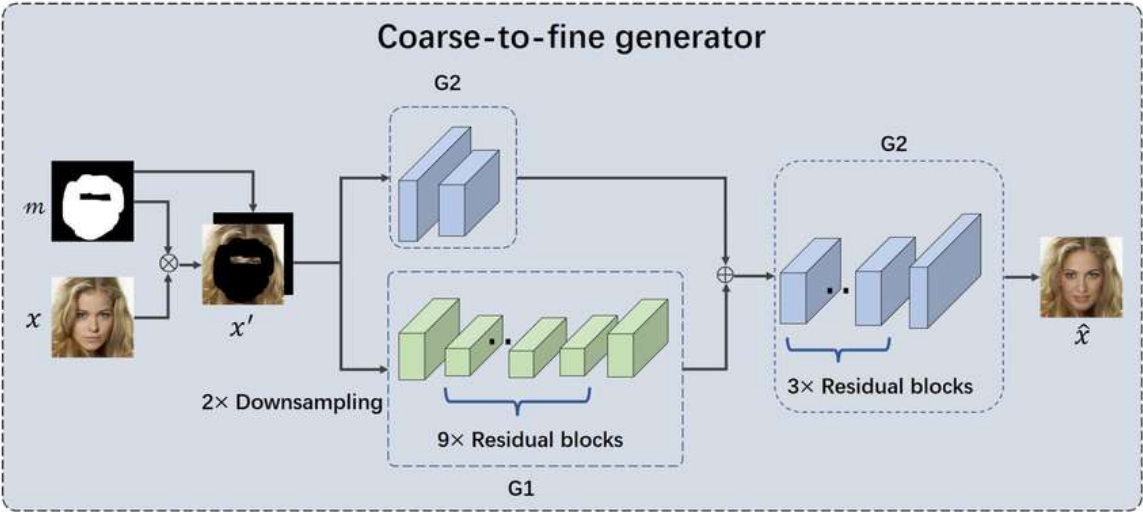 Coarse-to-fine generator
G2
G2
m
x
x′
2× Downsampling
9× Residual blocks
G1
3× Residual blocks
x̂